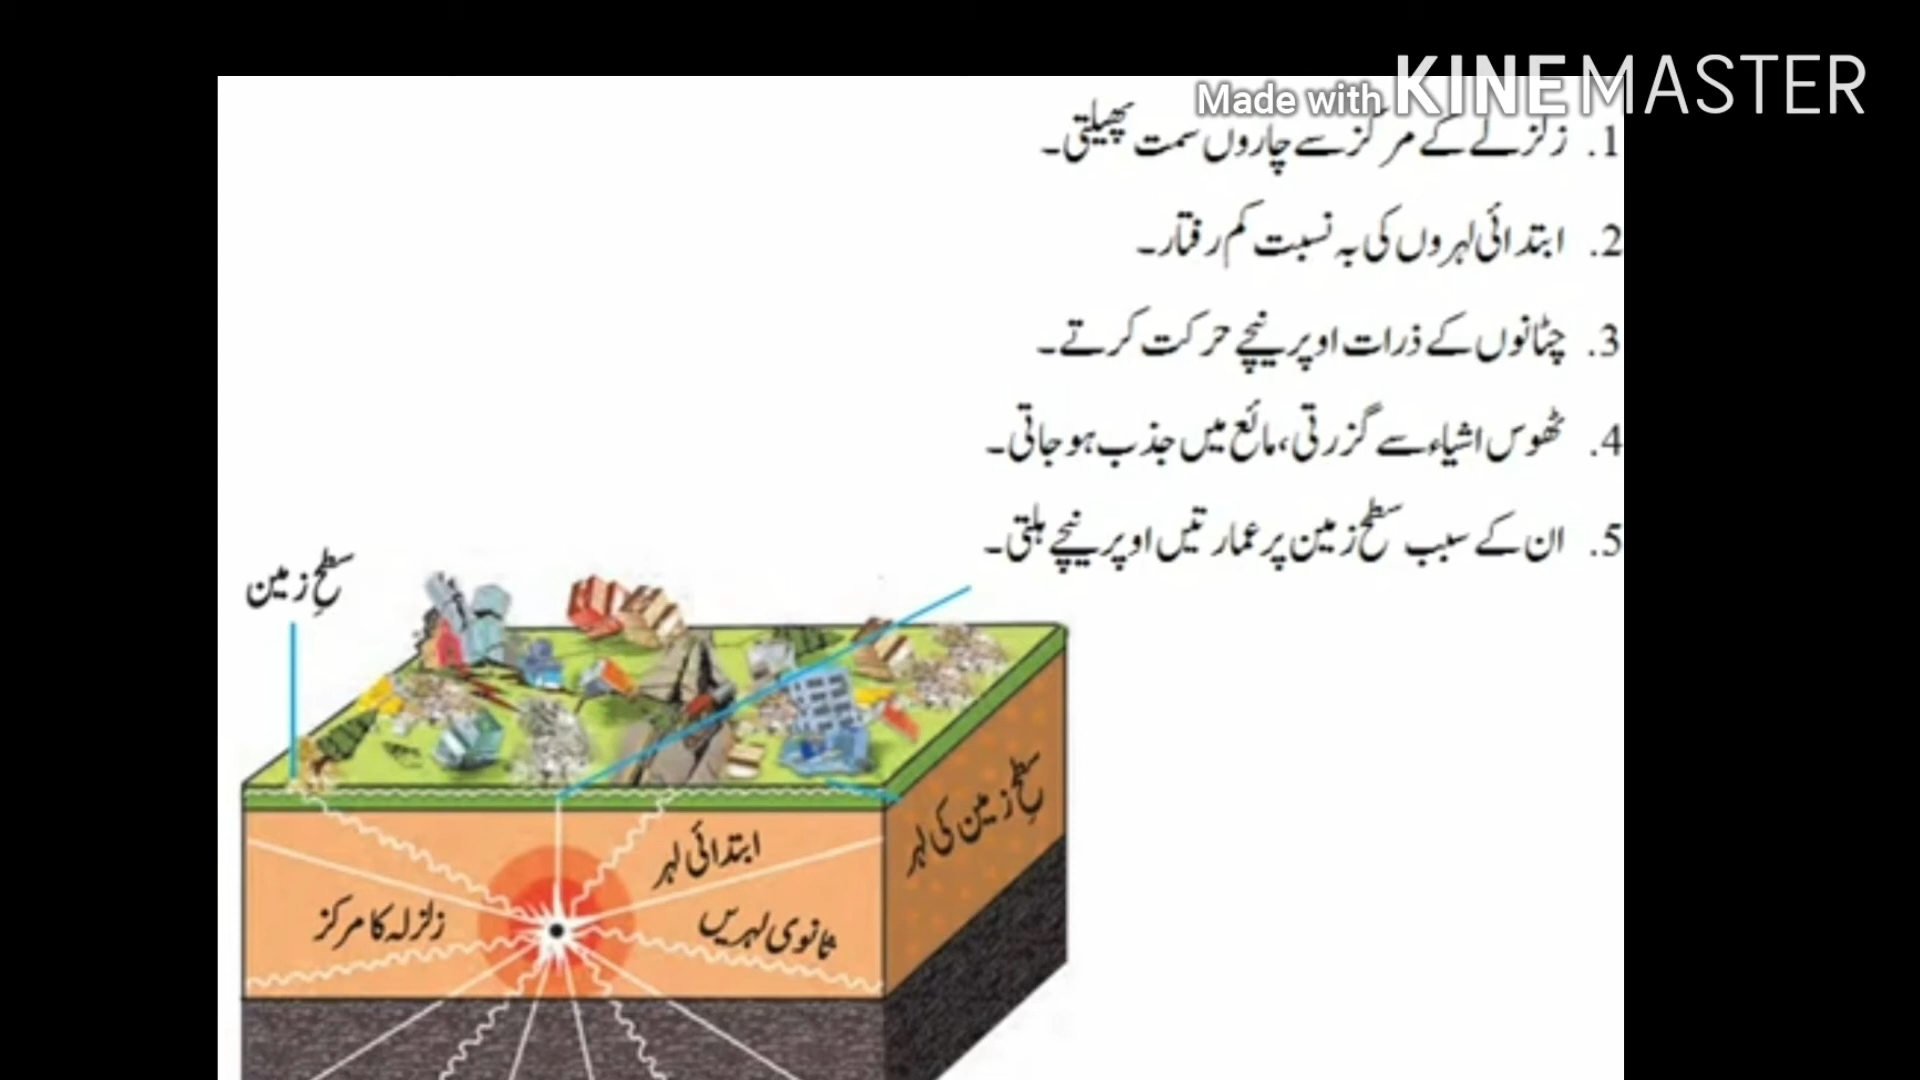 Made with KINEMASTER
1. زلزلے کے مرکز سے چاروں سمت پھیلتی۔
2. ابتدائی لہروں کی بہ نسبت کم رفتار۔
3. چٹانوں کے ذرات اوپر نیچے حرکت کرتے۔
4. ٹھوس اشیاء سے گزرتی، مائع میں جذب ہو جاتی۔
5. ان کے سبب سطح زمین پر عمارتیں اوپر نیچے ہلتی۔
سطحِ زمین
سطحِ زمین کی لہر
ابتدائی لہر
ثانوی لہریں
زلزلہ کا مرکز